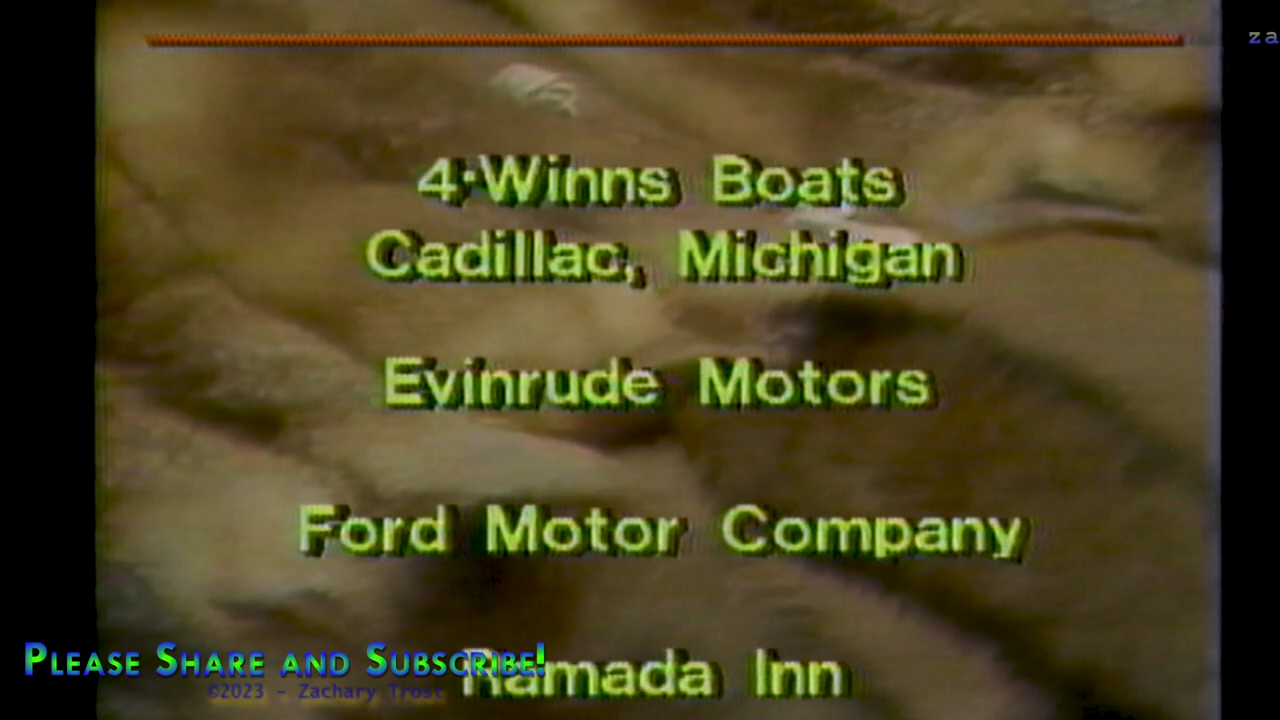 za
4·Winns Boats
Cadillac, Michigan
Evinrude Motors
Ford Motor Company
Ramada Inn
Please Share and Subscribe!
©2023 - Zachary Trost